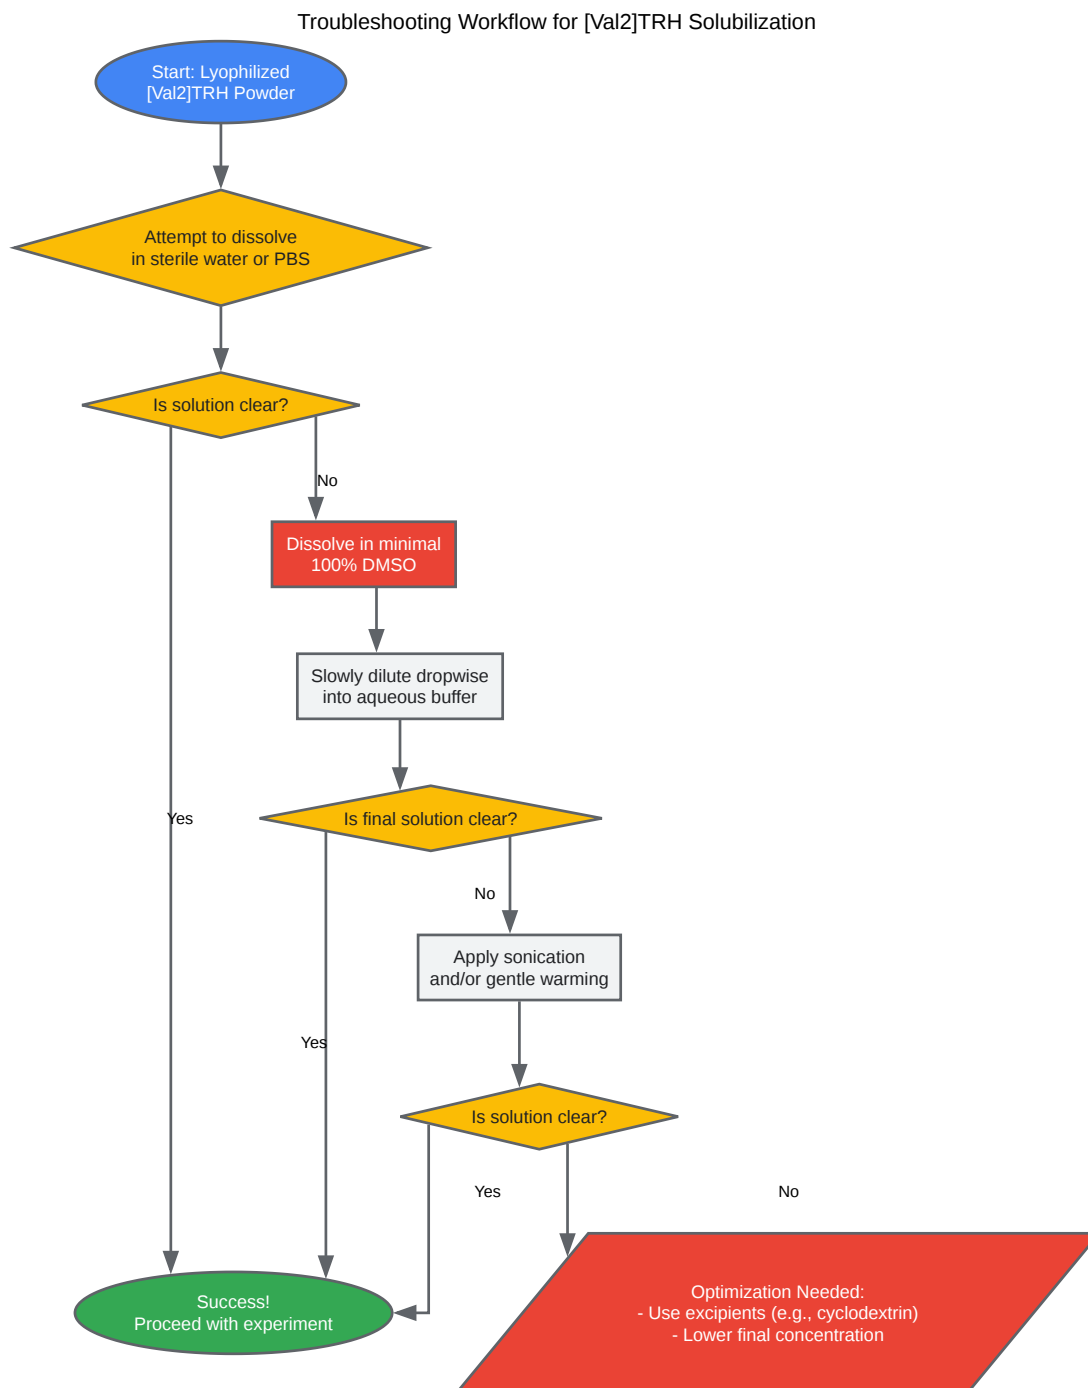 Troubleshooting Workflow for [Val2]TRH Solubilization
Start: Lyophilized
[Val2]TRH Powder
Attempt to dissolve
in sterile water or PBS
Is solution clear?
No
Dissolve in minimal
100% DMSO
Slowly dilute dropwise
into aqueous buffer
Yes
Is final solution clear?
No
Apply sonication
and/or gentle warming
Yes
Is solution clear?
Yes
No
Success!
Proceed with experiment
Optimization Needed:
- Use excipients (e.g., cyclodextrin)
- Lower final concentration